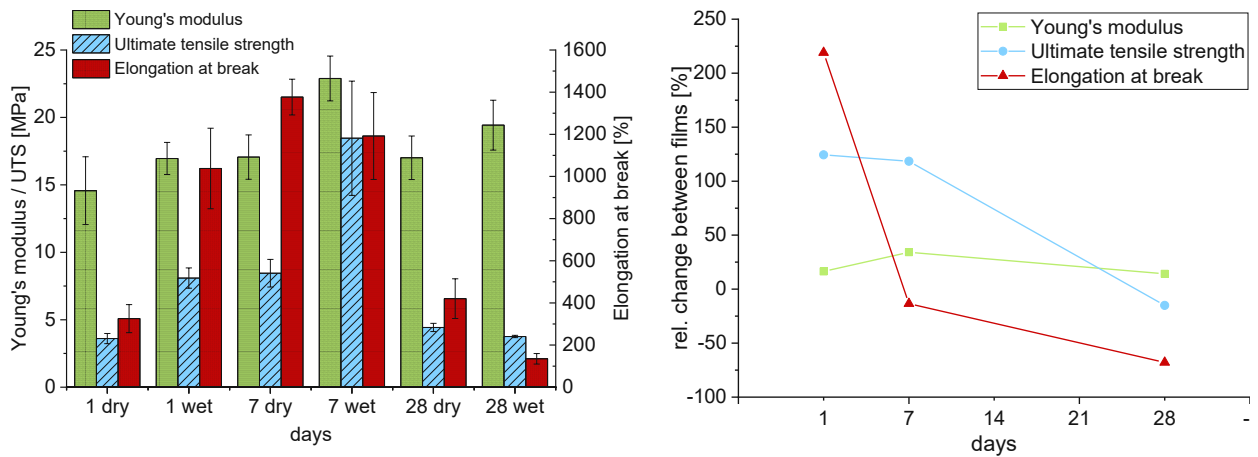 Young's modulus
Ultimate tensile strength
Elongation at break
25
20
15
10
5
0
Young's modulus / UTS [MPa]
1600
1400
1200
1000
800
600
400
200
0
Elongation at break [%]
1 dry
1 wet
7 dry
7 wet
28 dry
28 wet
days
Young's modulus
Ultimate tensile strength
Elongation at break
250
200
150
100
50
0
-50
-100
rel. change between films [%]
1
7
14
21
28
-
days